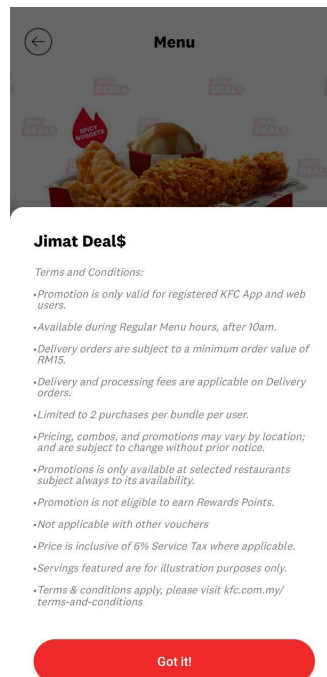 Menu
JIMAT
DEALS
JIMAT
DEALS
SPICY
NUGGETS
DEALS
DEALS
Jimat Deal$
Terms and Conditions:
•Promotion is only valid for registered KFC App and web
users.
•Available during Regular Menu hours, after 10am.
•Delivery orders are subject to a minimum order value of
RM15.
•Delivery and processing fees are applicable on Delivery
orders.
•Limited to 2 purchases per bundle per user.
•Pricing, combos, and promotions may vary by location;
and are subject to change without prior notice.
•Promotions is only available at selected restaurants
subject always to its availability.
•Promotion is not eligible to earn Rewards Points.
•Not applicable with other vouchers
•Price is inclusive of 6% Service Tax where applicable.
•Servings featured are for illustration purposes only.
•Terms & conditions apply, please visit kfc.com.my/
terms-and-conditions
Got it!